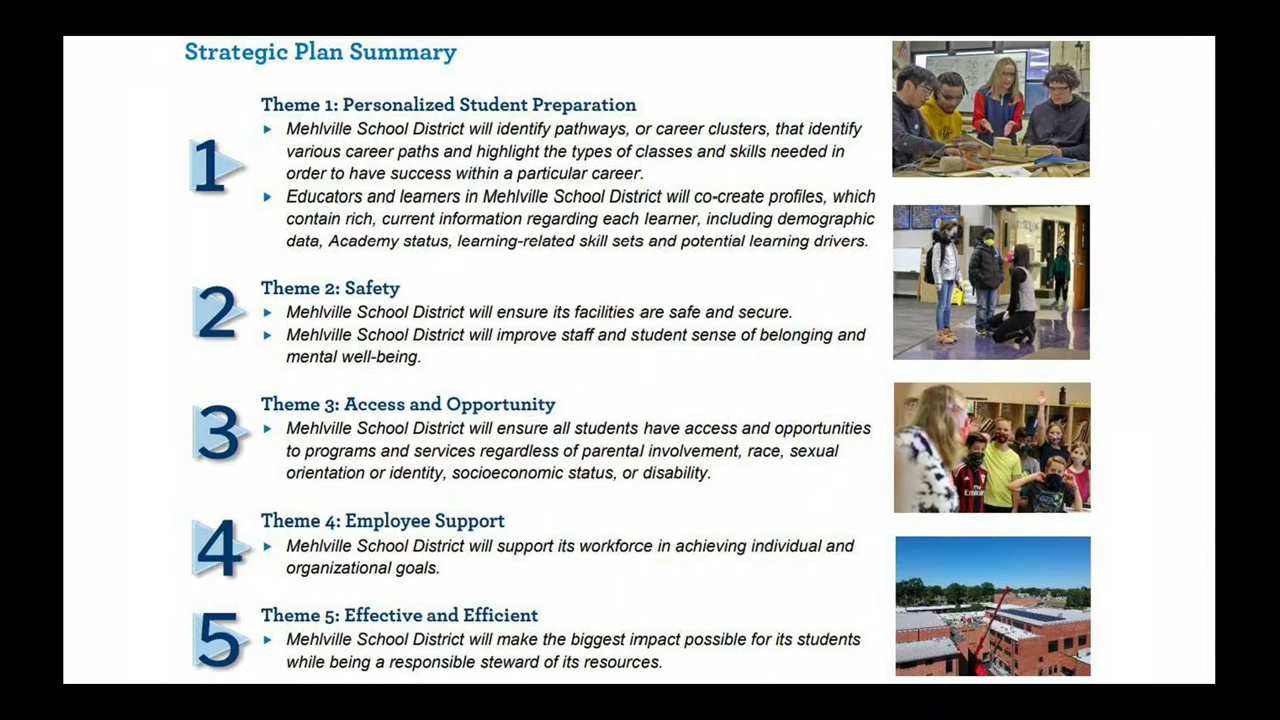 Strategic Plan Summary
1
Theme 1: Personalized Student Preparation
Mehlville School District will identify pathways, or career clusters, that identify
various career paths and highlight the types of classes and skills needed in
order to have success within a particular career.
Educators and learners in Mehlville School District will co-create profiles, which
contain rich, current information regarding each learner, including demographic
data, Academy status, learning-related skill sets and potential learning drivers.
2
Theme 2: Safety
Mehlville School District will ensure its facilities are safe and secure.
Mehlville School District will improve staff and student sense of belonging and
mental well-being.
3
Theme 3: Access and Opportunity
Mehlville School District will ensure all students have access and opportunities
to programs and services regardless of parental involvement, race, sexual
orientation or identity, socioeconomic status, or disability.
4
Theme 4: Employee Support
Mehlville School District will support its workforce in achieving individual and
organizational goals.
5
Theme 5: Effective and Efficient
Mehlville School District will make the biggest impact possible for its students
while being a responsible steward of its resources.